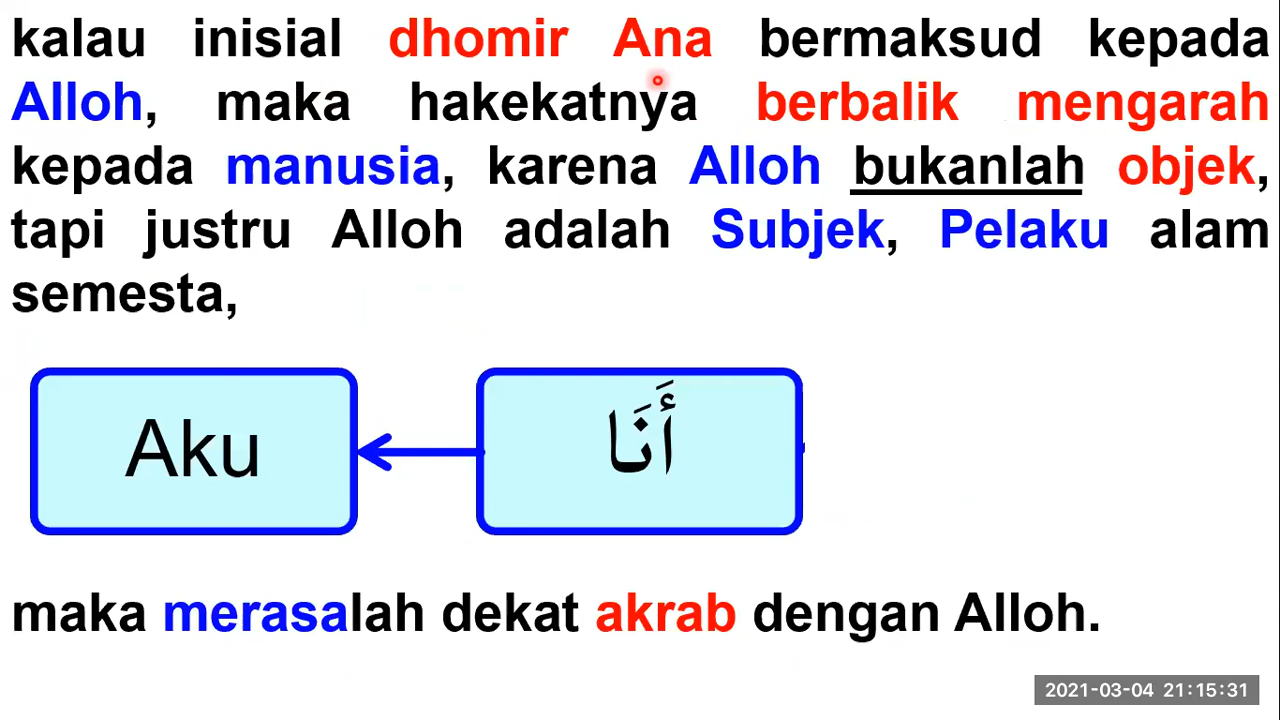 kalau inisial dhomir Ana bermaksud kepada
Alloh, maka hakekatnya berbalik mengarah
kepada manusia, karena Alloh bukanlah objek,
tapi justru Alloh adalah Subjek, Pelaku alam
semesta,
Aku
أَنَا
maka merasalah dekat akrab dengan Alloh.
2021-03-04 21:15:31